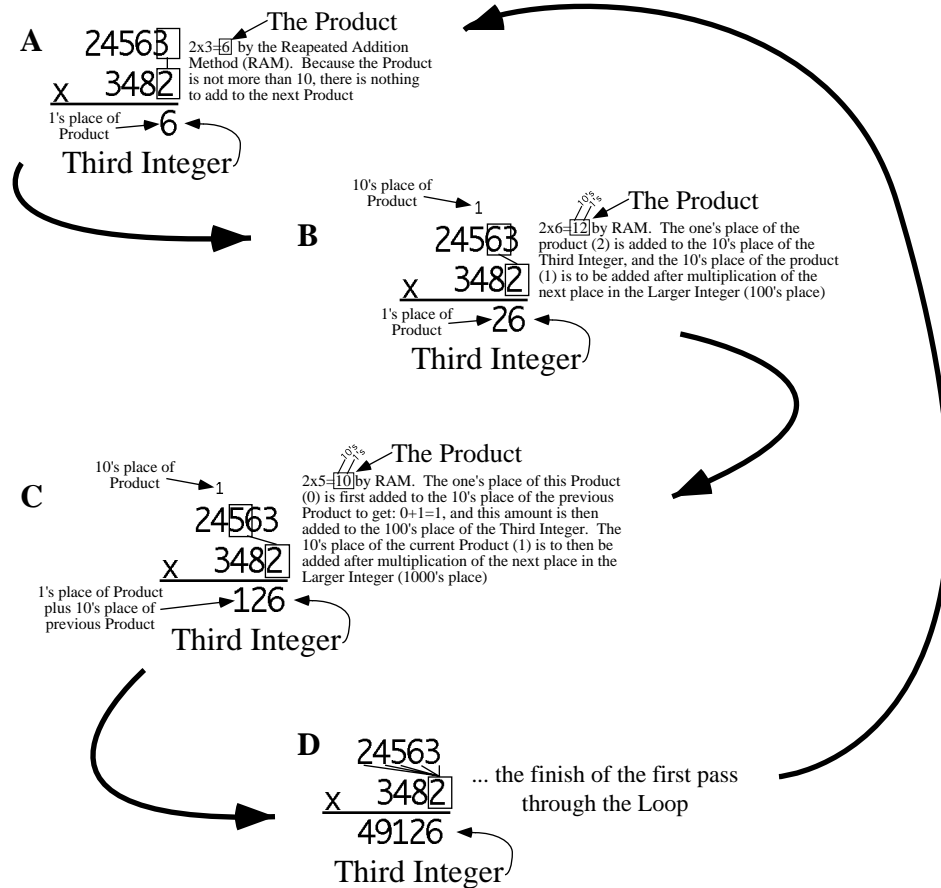 A
The Product
24563
2x3=6 by the Reapeated Addition
Method (RAM). Because the Product
is not more than 10, there is nothing
to add to the next Product
x 3482
1's place of
Product
6
Third Integer
B
10's place of
Product
1
10's
1's
The Product
24563
2x6=12 by RAM. The one's place of the
product (2) is added to the 10's place of the
Third Integer, and the 10's place of the product
(1) is to be added after multiplication of the
next place in the Larger Integer (100's place)
x 3482
1's place of
Product
26
Third Integer
C
10's place of
Product
1
10's
1's
The Product
24563
2x5=10 by RAM. The one's place of this Product
(0) is first added to the 10's place of the previous
Product to get: 0+1=1, and this amount is then
added to the 100's place of the Third Integer. The
10's place of the current Product (1) is to then be
added after multiplication of the next place in the
Larger Integer (1000's place)
x 3482
1's place of Product
plus 10's place of
previous Product
126
Third Integer
D
24563
x 3482
49126
... the finish of the first pass
through the Loop
Third Integer